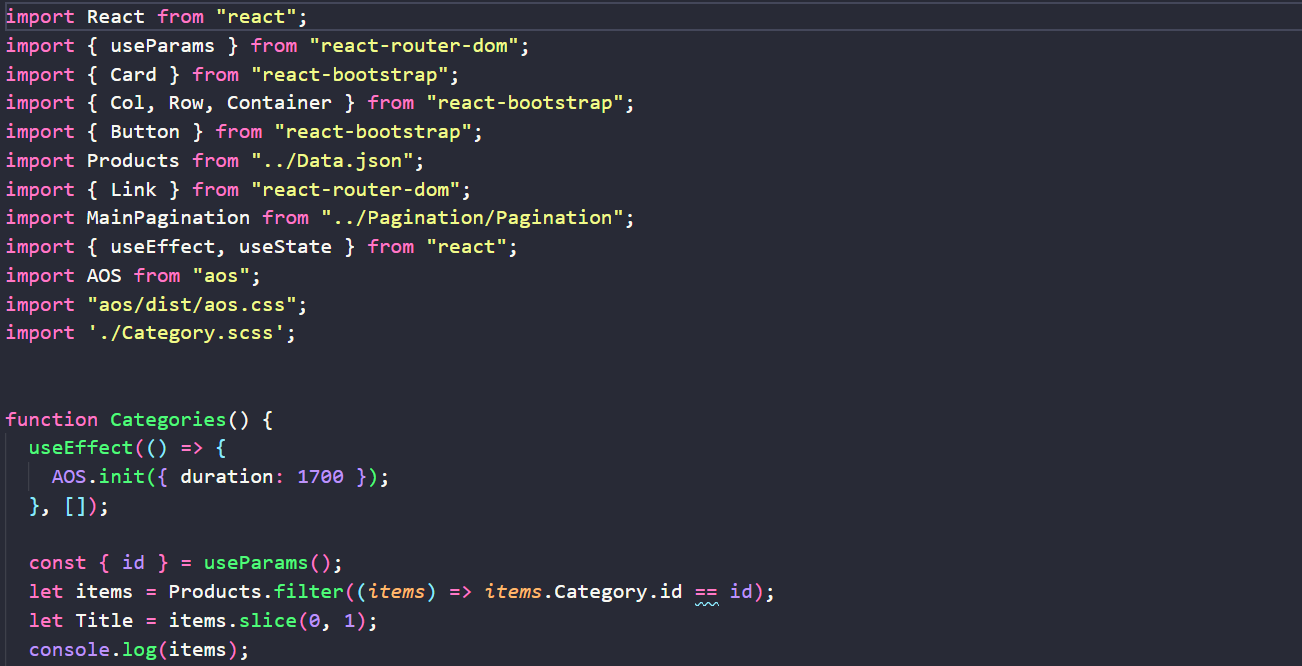 import React from "react";
import { useParams } from "react-router-dom";
import { Card } from "react-bootstrap";
import { Col, Row, Container } from "react-bootstrap";
import { Button } from "react-bootstrap";
import Products from "../Data.json";
import { Link } from "react-router-dom";
import MainPagination from "../Pagination/Pagination";
import { useEffect, useState } from "react";
import AOS from "aos";
import "aos/dist/aos.css";
import './Category.scss';
function Categories() {
  useEffect(() => {
    AOS.init({ duration: 1700 });
  }, []);
  const { id } = useParams();
  let items = Products.filter((items) => items.Category.id == id);
  let Title = items.slice(0, 1);
  console.log(items);